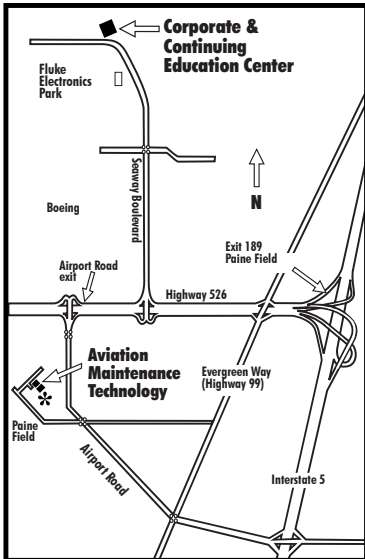 Corporate &
Continuing
Education Center
Fluke
Electronics
Park
Seaway Boulevard
N
Boeing
Exit 189
Paine Field
Airport Road
exit
Highway 526
Aviation
Maintenance
Technology
Evergreen Way
(Highway 99)
Paine
Field
Airport Road
Interstate 5